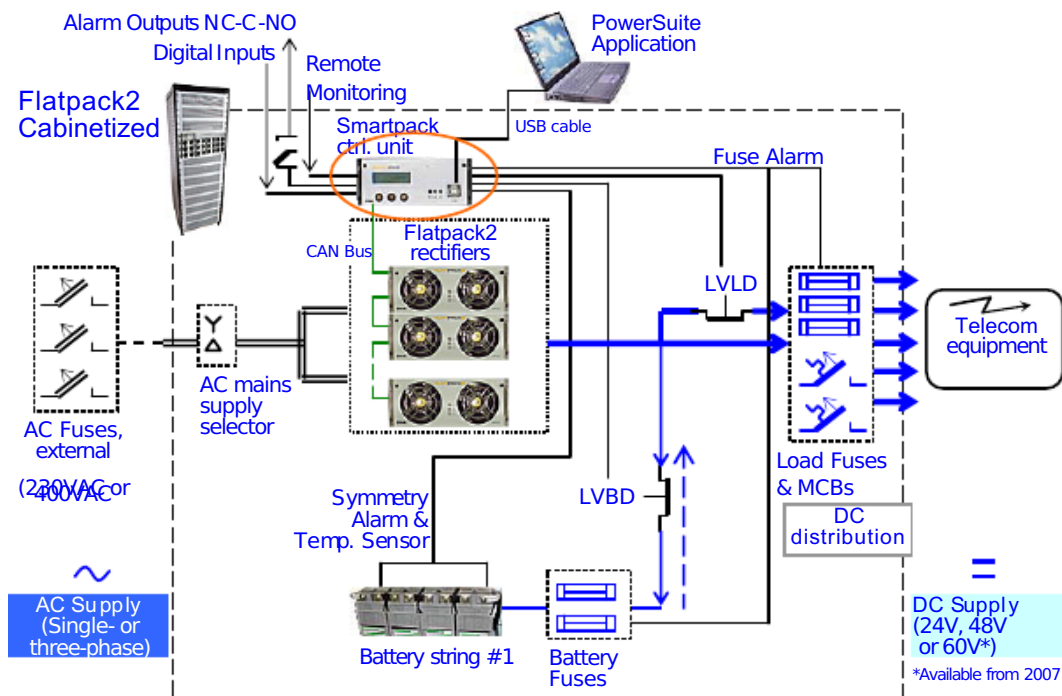 Alarm Outputs NC-C-NO
Digital Inputs
Remote
Monitoring
PowerSuite
Application
Flatpack2
Cabinetized
Smartpack
ctrl. unit
USB cable
Fuse Alarm
CAN Bus
Flatpack2
rectifiers
LVLD
Telecom
equipment
AC mains
supply
selector
AC Fuses,
external
(230VAC or
400VAC
Load Fuses
& MCBs
LVBD
DC
distribution
Symmetry
Alarm &
Temp. Sensor
AC Supply
(Single- or
three-phase)
Battery string #1
Battery
Fuses
DC Supply
(24V, 48V
or 60V*)
*Available from 2007